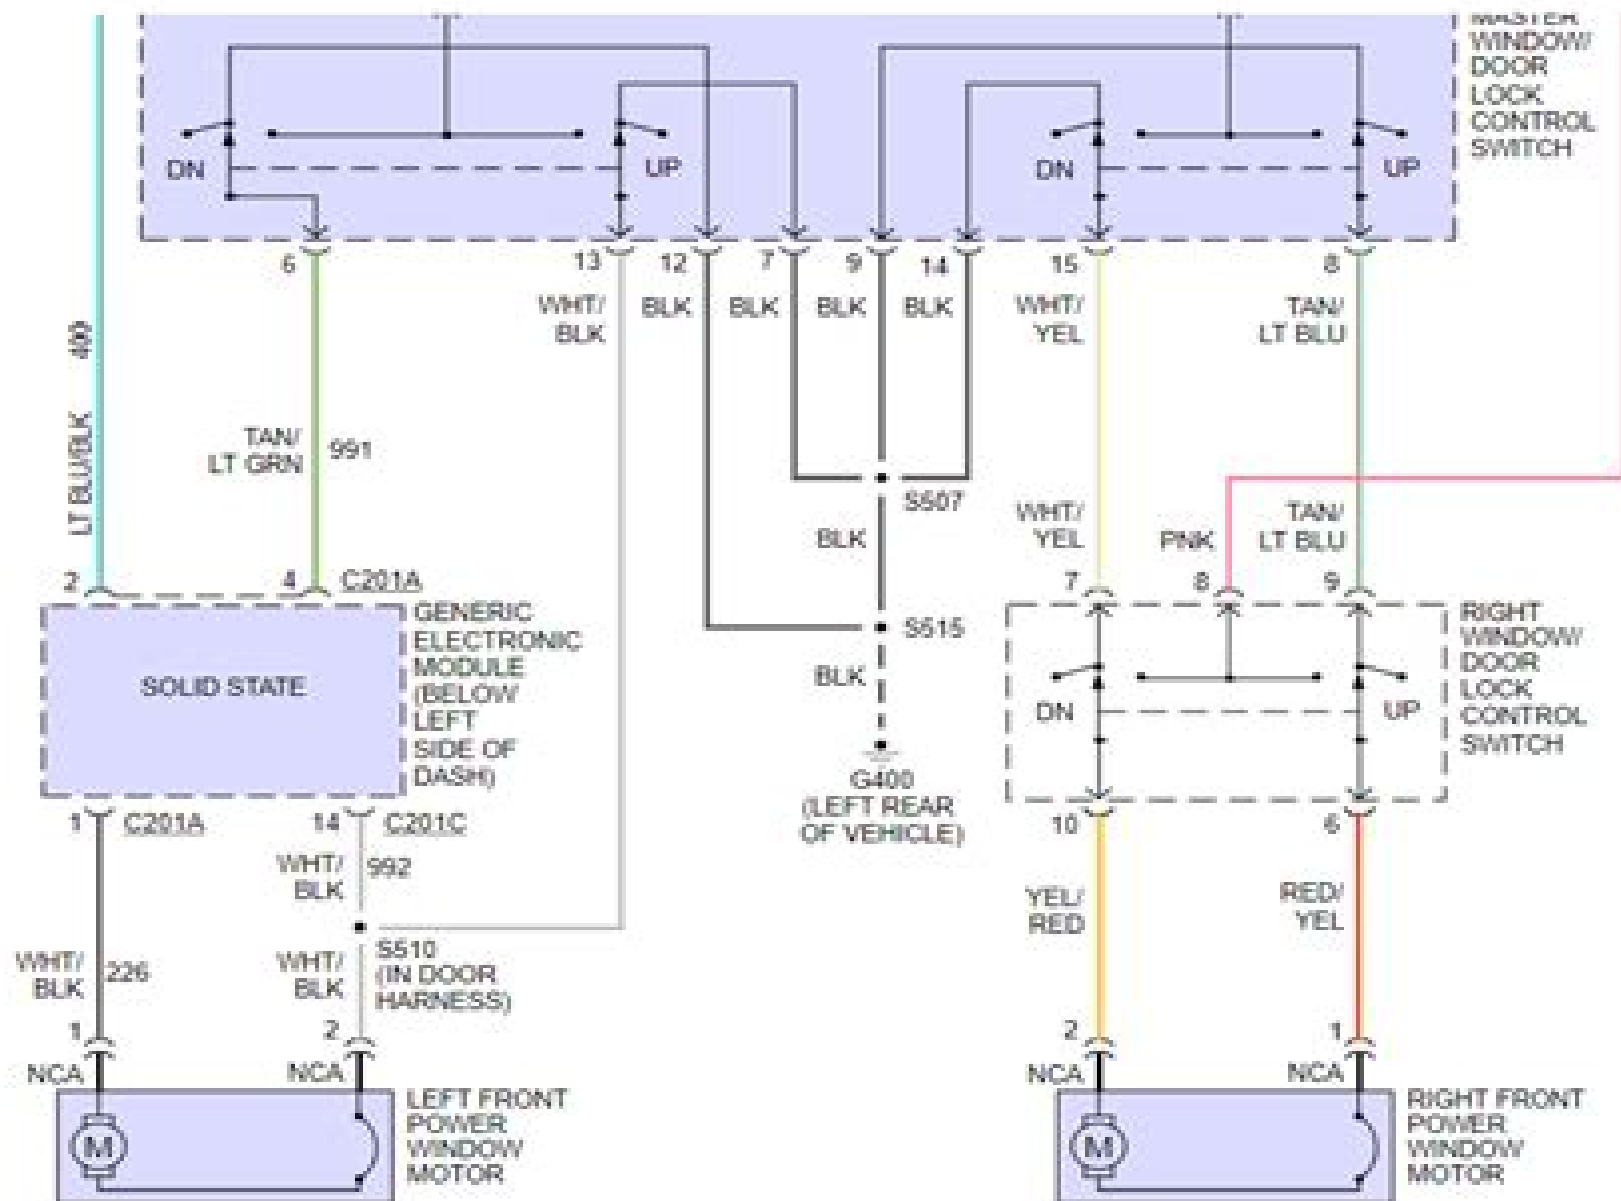 MASTER
WINDOW/
DOOR
LOCK
CONTROL
SWITCH
DN
UP
DN
UP
6
13
12
7
9
14
15
8
WHT/
BLK
BLK
BLK
BLK
BLK
WHT/
YEL
TAN/
LT BLU
400
LT BLU/BLK
TAN/
LT GRN
991
S507
BLK
WHT/
YEL
PNK
TAN/
LT BLU
2
4
C201A
7
8
9
GENERIC
ELECTRONIC
MODULE
(BELOW
LEFT
SIDE OF
DASH)
SOLID STATE
S515
BLK
G400
(LEFT REAR
OF VEHICLE)
RIGHT
WINDOW/
DOOR
LOCK
CONTROL
SWITCH
DN
UP
1
C201A
14
C201C
10
6
WHT/
BLK
992
YEL/
RED
RED/
YEL
S510
(IN DOOR
HARNESS)
WHT/
BLK
226
WHT/
BLK
1
2
2
1
NCA
NCA
NCA
NCA
LEFT FRONT
POWER
WINDOW
MOTOR
M
RIGHT FRONT
POWER
WINDOW
MOTOR
M